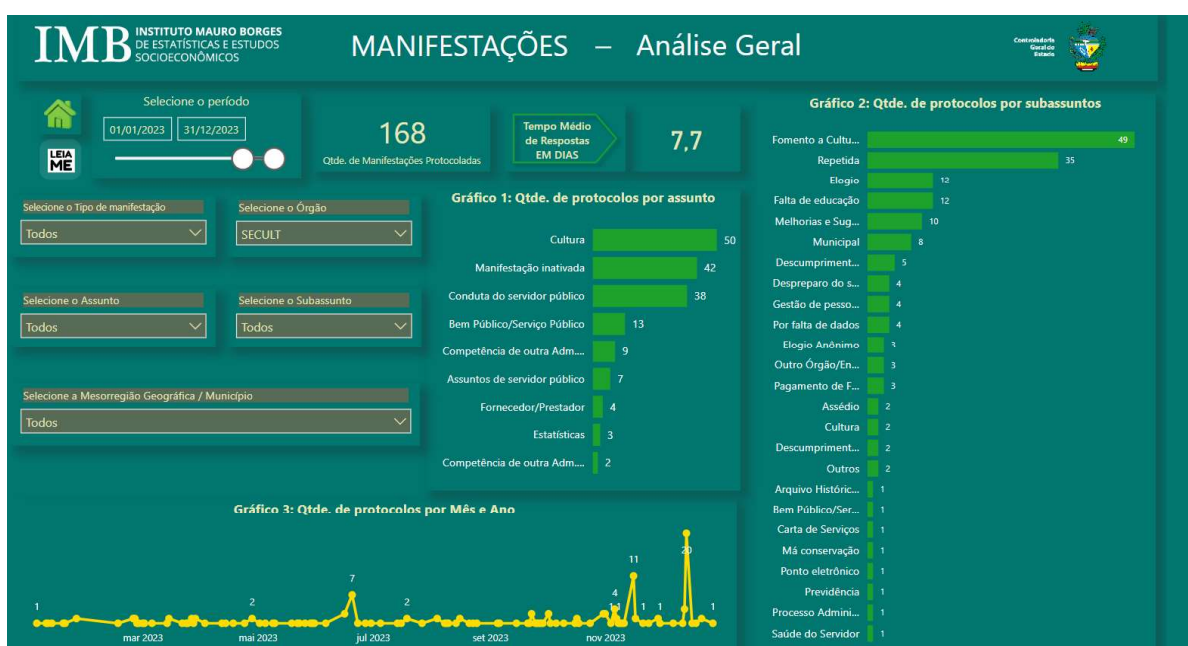 IMB
INSTITUTO MAURO BORGES
DE ESTATÍSTICAS E ESTUDOS
SOCIOECONÔMICOS
MANIFESTAÇÕES – Análise Geral
Controladoria
Geral do
Estado
Selecione o período
01/01/2023 31/12/2023
LEIA
ME
168
Qtde. de Manifestações Protocoladas
Tempo Médio
de Respostas
EM DIAS
7,7
Selecione o Tipo de manifestação
Todos
Selecione o Órgão
SECULT
Selecione o Assunto
Todos
Selecione o Subassunto
Todos
Selecione a Mesorregião Geográfica / Município
Todos
Gráfico 1: Qtde. de protocolos por assunto
Cultura 50
Manifestação inativada 42
Conduta do servidor público 38
Bem Público/Serviço Público 13
Competência de outra Adm.... 9
Assuntos de servidor público 7
Fornecedor/Prestador 4
Estatísticas 3
Competência de outra Adm.... 2
Gráfico 2: Qtde. de protocolos por subassuntos
Fomento a Cultu... 49
Repetida 35
Elogio 12
Falta de educação 12
Melhorias e Sug... 10
Municipal 8
Descumpriment... 5
Despreparo do s... 4
Gestão de pesso... 4
Por falta de dados 4
Elogio Anônimo 3
Outro Órgão/En... 3
Pagamento de F... 3
Assédio 2
Cultura 2
Descumpriment... 2
Outros 2
Arquivo Históric... 1
Bem Público/Ser... 1
Carta de Serviços 1
Má conservação 1
Ponto eletrônico 1
Previdência 1
Processo Admini... 1
Saúde do Servidor 1
Gráfico 3: Qtde. de protocolos por Mês e Ano
1 2 7 2 4 1 1 11 1 1 20 1
mar 2023 mai 2023 jul 2023 set 2023 nov 2023